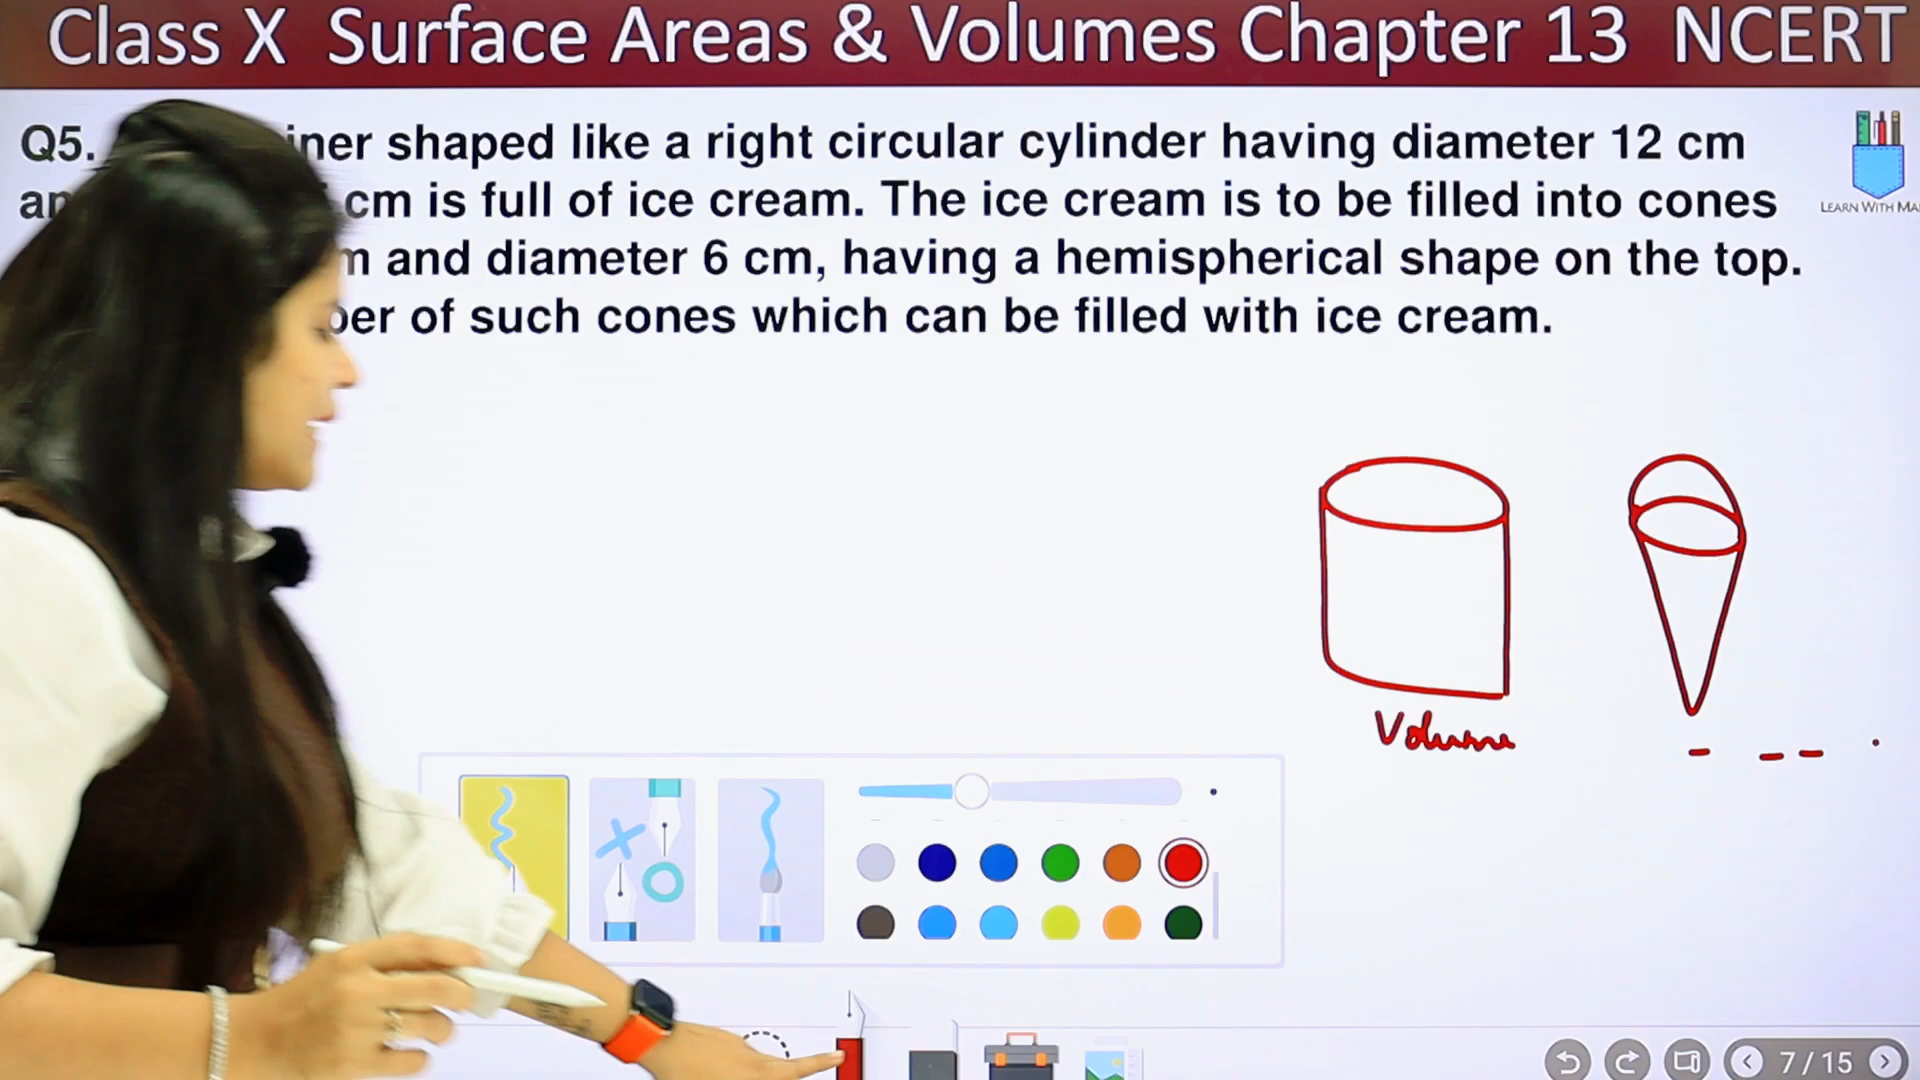 Class X Surface Areas & Volumes Chapter 13 NCERT
Q5. iner shaped like a right circular cylinder having diameter 12 cm
cm is full of ice cream. The ice cream is to be filled into cones
and diameter 6 cm, having a hemispherical shape on the top.
of such cones which can be filled with ice cream.
LEARN WITH MA
Volume
7 / 15